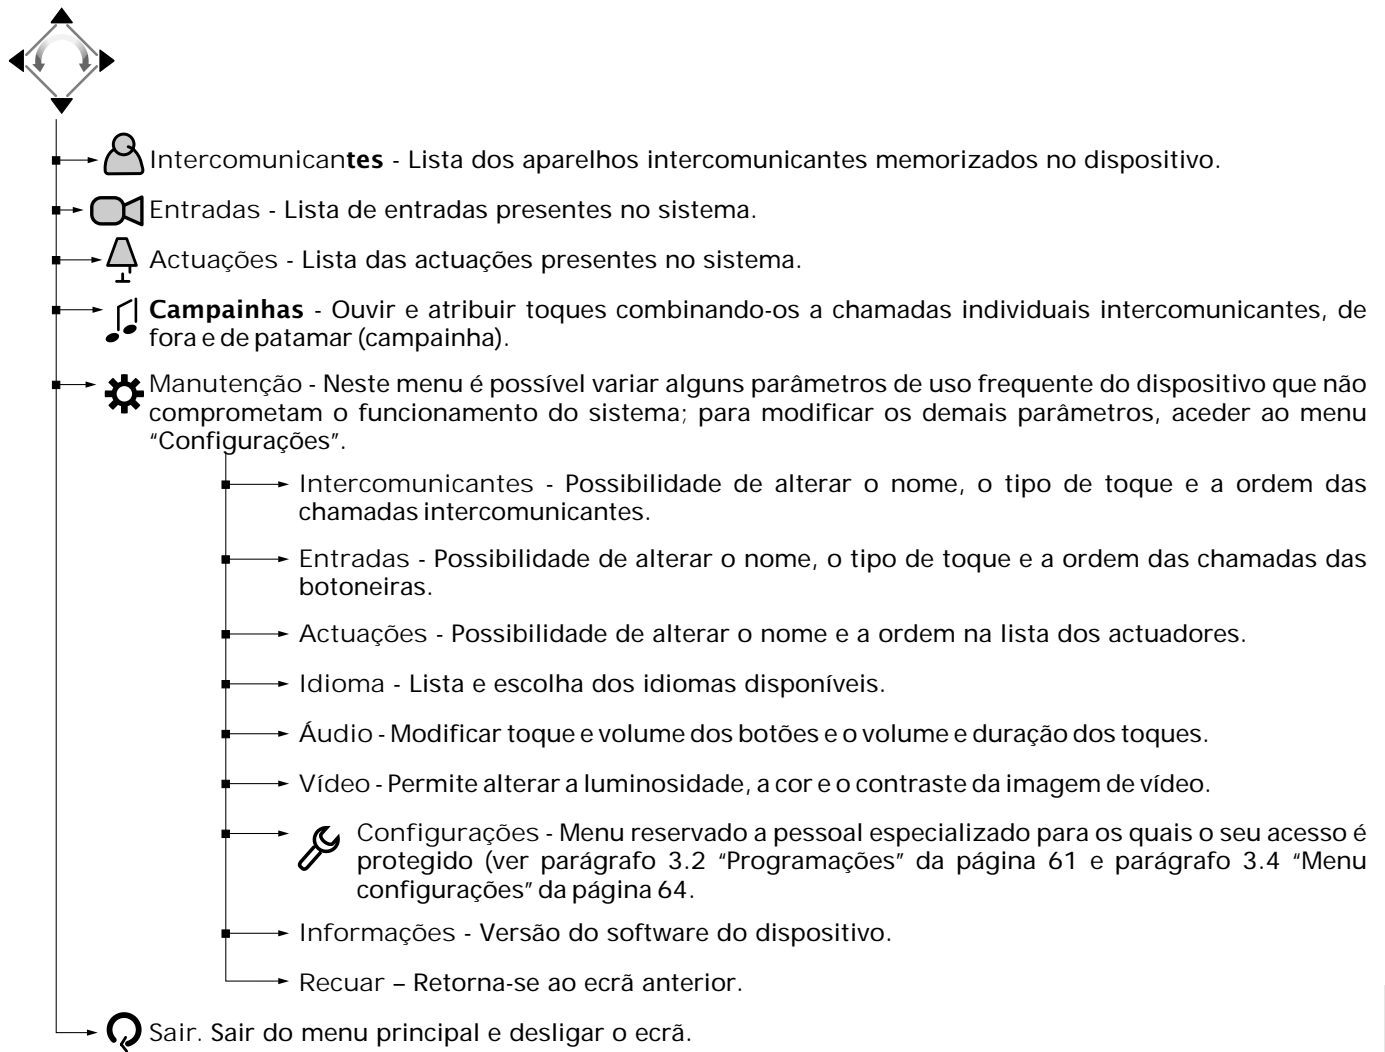 Intercomunicantes - Lista dos aparelhos intercomunicantes memorizados no dispositivo.
Entradas - Lista de entradas presentes no sistema.
Actuações - Lista das actuações presentes no sistema.
Campainhas - Ouvir e atribuir toques combinando-os a chamadas individuais intercomunicantes, de
fora e de patamar (campainha).
Manutenção - Neste menu é possível variar alguns parâmetros de uso frequente do dispositivo que não
comprometam o funcionamento do sistema; para modificar os demais parâmetros, aceder ao menu
“Configurações”.
Intercomunicantes - Possibilidade de alterar o nome, o tipo de toque e a ordem das
chamadas intercomunicantes.
Entradas - Possibilidade de alterar o nome, o tipo de toque e a ordem das chamadas das
botoneiras.
Actuações - Possibilidade de alterar o nome e a ordem na lista dos actuadores.
Idioma - Lista e escolha dos idiomas disponíveis.
Áudio - Modificar toque e volume dos botões e o volume e duração dos toques.
Vídeo - Permite alterar a luminosidade, a cor e o contraste da imagem de vídeo.
Configurações - Menu reservado a pessoal especializado para os quais o seu acesso é
protegido (ver parágrafo 3.2 “Programações” da página 61 e parágrafo 3.4 “Menu
configurações” da página 64.
Informações - Versão do software do dispositivo.
Recuar – Retorna-se ao ecrã anterior.
Sair. Sair do menu principal e desligar o ecrã.